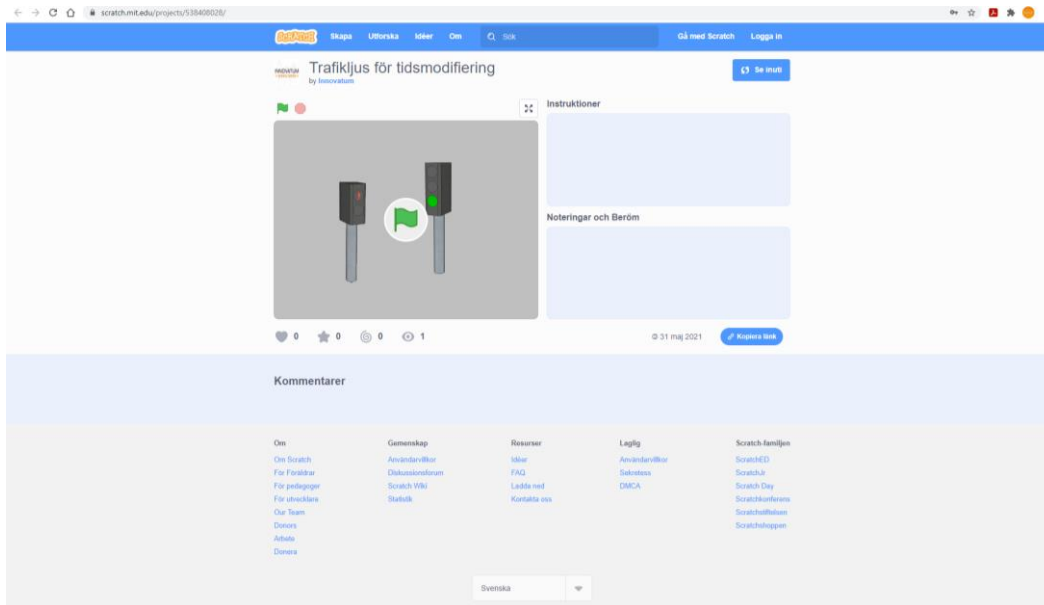 scratch.mit.edu/projects/538408028/
SCRATCH Skapa Utforska Idéer Om Sök Gå med Scratch Logga in
INNOVATUM
Trafikljus för tidsmodifiering
by Innovatum
Se inuti
Instruktioner
Noteringar och Beröm
0 0 0 1
© 31 maj 2021
Kopiera länk
Kommentarer
Om
Om Scratch
För Föräldrar
För pedagoger
För utvecklare
Our Team
Donors
Arbete
Donera
Gemenskap
Användarvillkor
Diskussionsforum
Scratch Wiki
Statistik
Resurser
Idéer
FAQ
Ladda ned
Kontakta oss
Laglig
Användarvillkor
Sekretess
DMCA
Scratch-familjen
ScratchED
ScratchJr
Scratch Day
Scratchkonferens
Scratchstiftelsen
Scratchshoppen
Svenska